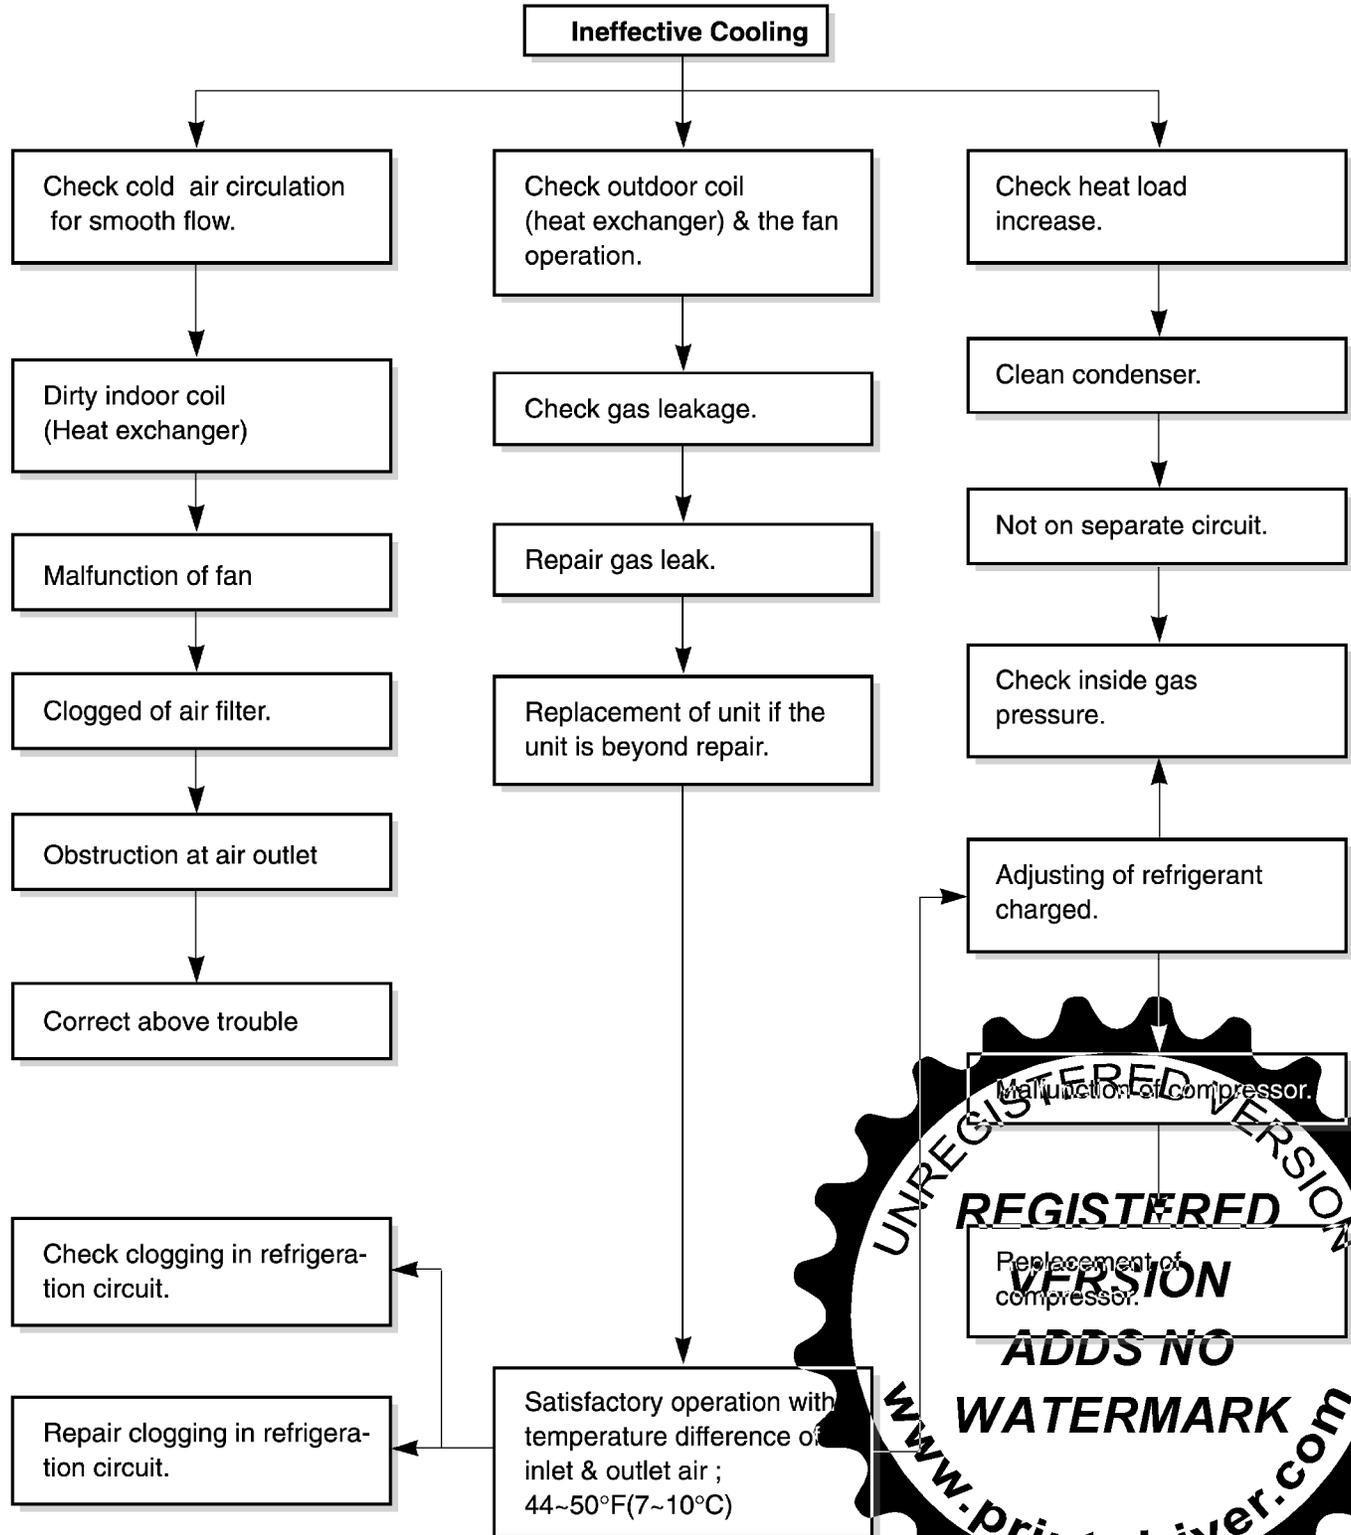 Ineffective Cooling
Check cold air circulation
for smooth flow.
Dirty indoor coil
(Heat exchanger)
Malfunction of fan
Clogged of air filter.
Obstruction at air outlet
Correct above trouble
Check clogging in refrigera-
tion circuit.
Repair clogging in refrigera-
tion circuit.
Check outdoor coil
(heat exchanger) & the fan
operation.
Check gas leakage.
Repair gas leak.
Replacement of unit if the
unit is beyond repair.
Satisfactory operation with
temperature difference of
inlet & outlet air ;
44~50°F(7~10°C)
Check heat load
increase.
Clean condenser.
Not on separate circuit.
Check inside gas
pressure.
Adjusting of refrigerant
charged.
Malfunction of compressor.
Replacement of
compressor.
UNREGISTERED VERSION
REGISTERED
VERSION
ADDS NO
WATERMARK